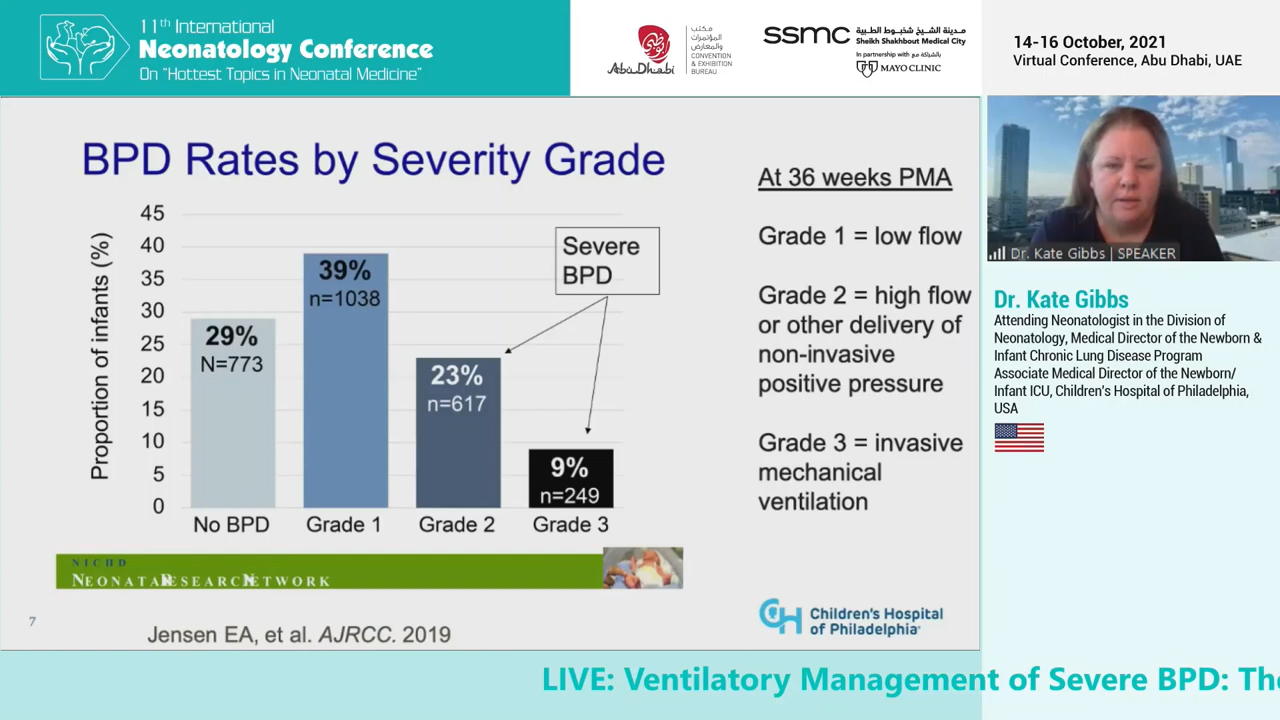 11th International
Neonatology Conference
On "Hottest Topics in Neonatal Medicine"
أبوظبي
Abu Dhabi
مكتب
المؤتمرات
والمعارض
CONVENTION
& EXHIBITION
BUREAU
ssmc
مدينة الشيخ شخبوط الطبية
Sheikh Shakhbout Medical City
In partnership with بالشراكة مع
MAYO CLINIC
14-16 October, 2021
Virtual Conference, Abu Dhabi, UAE
BPD Rates by Severity Grade
Proportion of infants (%)
45
40
35
30
25
20
15
10
5
0
29%
N=773
39%
n=1038
23%
n=617
9%
n=249
Severe
BPD
No BPD
Grade 1
Grade 2
Grade 3
At 36 weeks PMA
Grade 1 = low flow
Grade 2 = high flow
or other delivery of
non-invasive
positive pressure
Grade 3 = invasive
mechanical
ventilation
NICHD
NEONATAL RESEARCH NETWORK
7
Jensen EA, et al. AJRCC. 2019
Children's Hospital
of Philadelphia
Dr. Kate Gibbs | SPEAKER
Dr. Kate Gibbs
Attending Neonatologist in the Division of
Neonatology, Medical Director of the Newborn &
Infant Chronic Lung Disease Program
Associate Medical Director of the Newborn/
Infant ICU, Children's Hospital of Philadelphia,
USA
LIVE: Ventilatory Management of Severe BPD: The